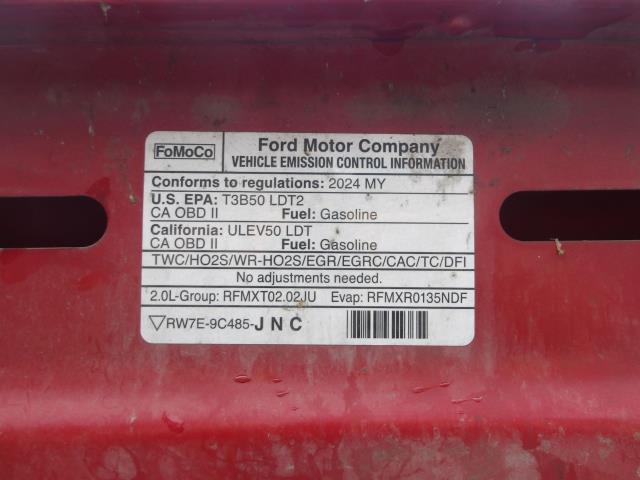 FoMoCo
Ford Motor Company
VEHICLE EMISSION CONTROL INFORMATION
Conforms to regulations: 2024 MY
U.S. EPA: T3B50 LDT2
CA OBD II Fuel: Gasoline
California: ULEV50 LDT
CA OBD II Fuel: Gasoline
TWC/HO2S/WR-HO2S/EGR/EGRC/CAC/TC/DFI
No adjustments needed.
2.0L-Group: RFMXT02.02JU Evap: RFMXR0135NDF
▽RW7E-9C485-J N C